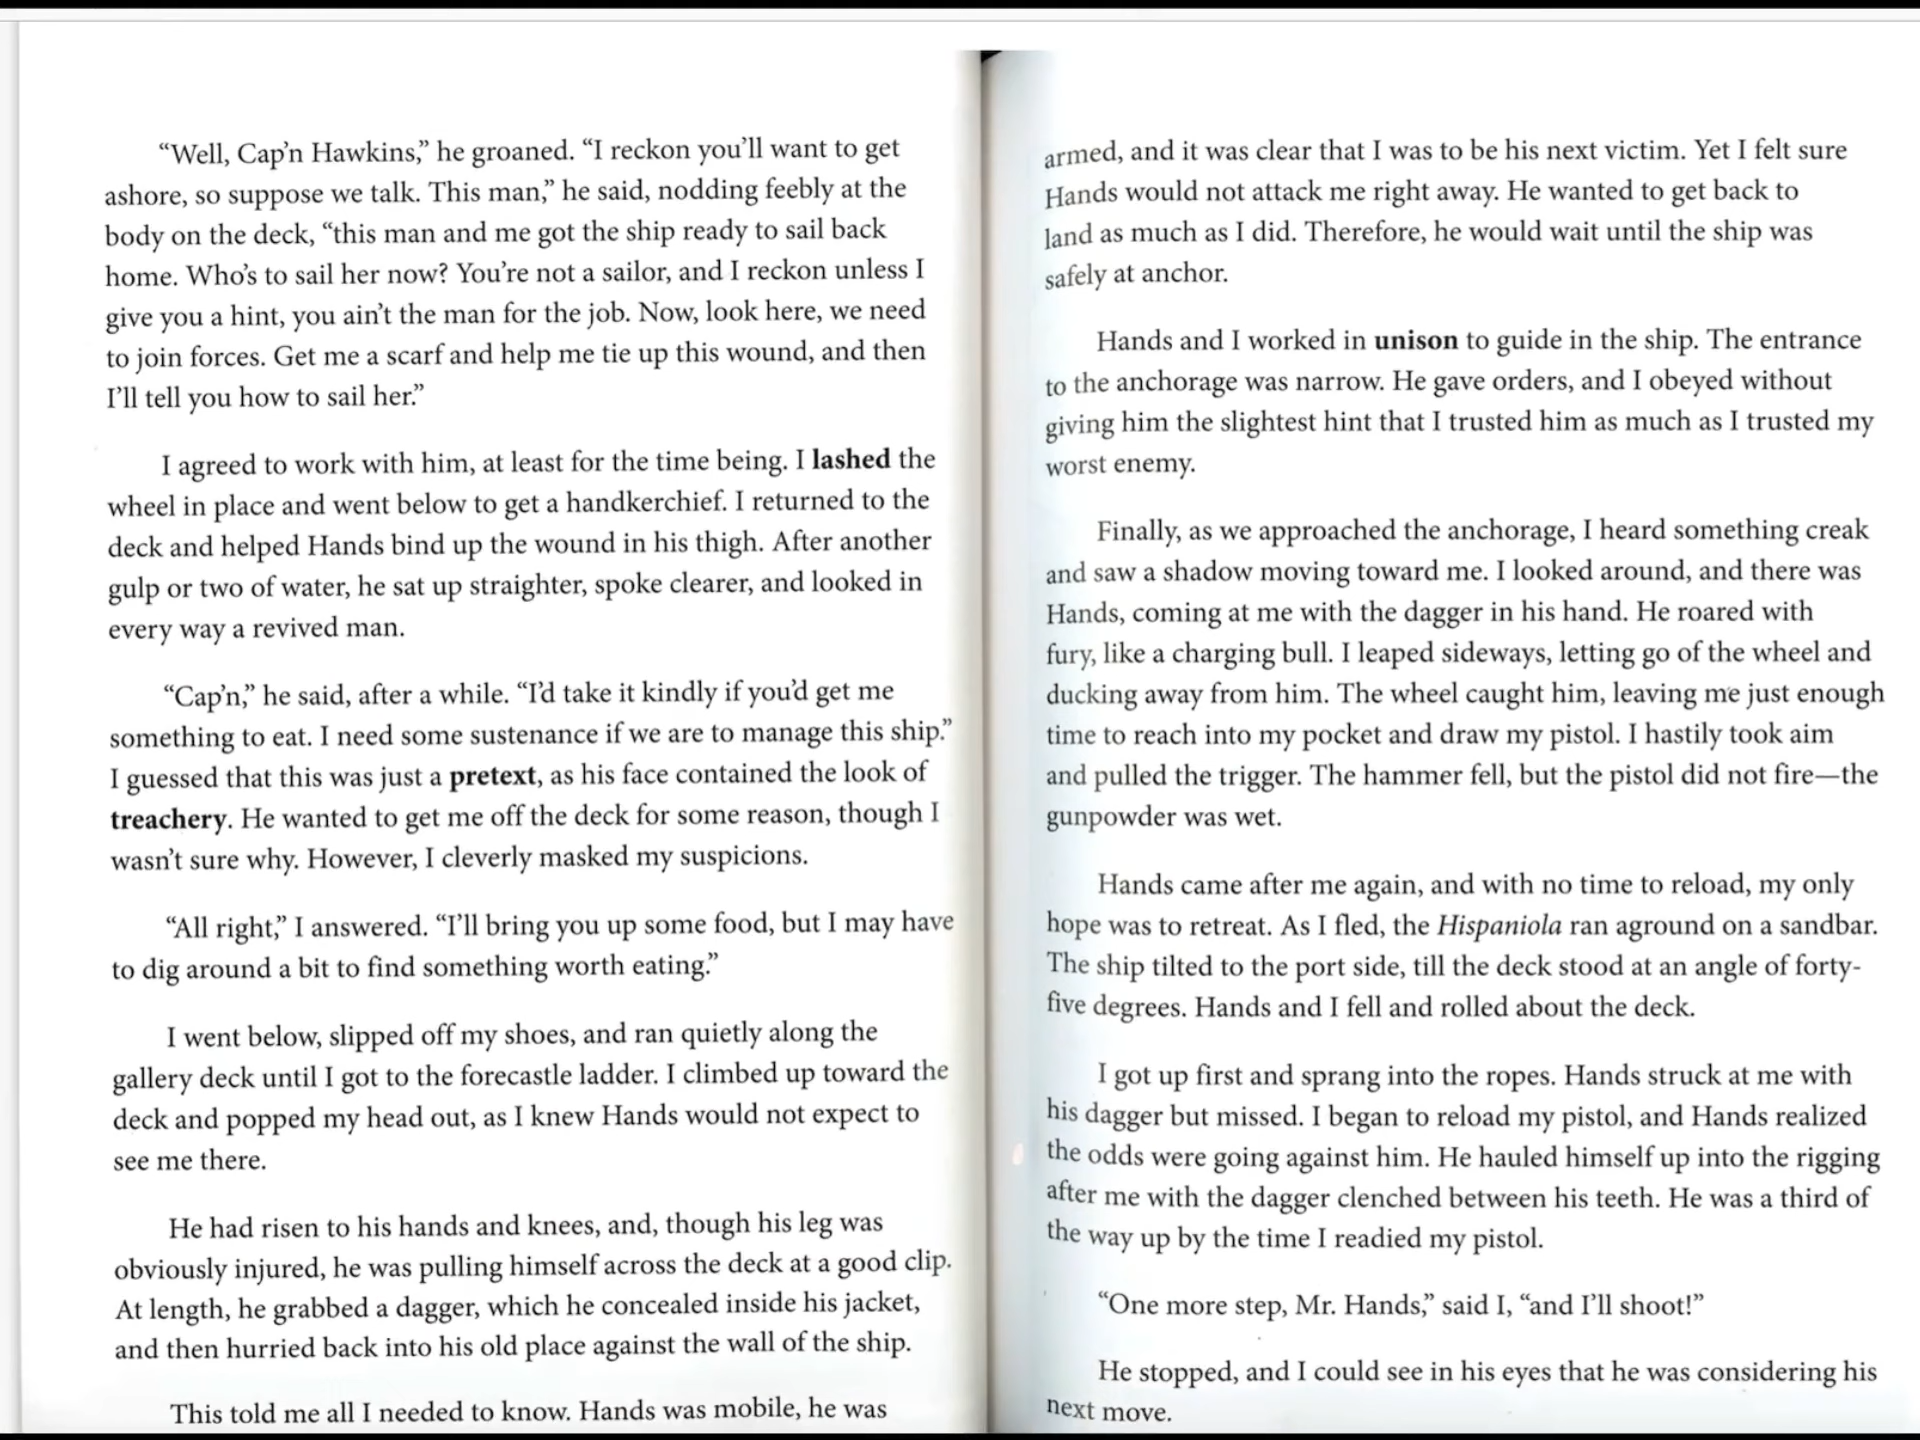 “Well, Cap’n Hawkins,” he groaned. “I reckon you’ll want to get
ashore, so suppose we talk. This man,” he said, nodding feebly at the
body on the deck, “this man and me got the ship ready to sail back
home. Who’s to sail her now? You’re not a sailor, and I reckon unless I
give you a hint, you ain’t the man for the job. Now, look here, we need
to join forces. Get me a scarf and help me tie up this wound, and then
I’ll tell you how to sail her.”
I agreed to work with him, at least for the time being. I lashed the
wheel in place and went below to get a handkerchief. I returned to the
deck and helped Hands bind up the wound in his thigh. After another
gulp or two of water, he sat up straighter, spoke clearer, and looked in
every way a revived man.
“Cap’n,” he said, after a while. “I’d take it kindly if you’d get me
something to eat. I need some sustenance if we are to manage this ship.”
I guessed that this was just a pretext, as his face contained the look of
treachery. He wanted to get me off the deck for some reason, though I
wasn’t sure why. However, I cleverly masked my suspicions.
“All right,” I answered. “I’ll bring you up some food, but I may have
to dig around a bit to find something worth eating.”
I went below, slipped off my shoes, and ran quietly along the
gallery deck until I got to the forecastle ladder. I climbed up toward the
deck and popped my head out, as I knew Hands would not expect to
see me there.
He had risen to his hands and knees, and, though his leg was
obviously injured, he was pulling himself across the deck at a good clip.
At length, he grabbed a dagger, which he concealed inside his jacket,
and then hurried back into his old place against the wall of the ship.
This told me all I needed to know. Hands was mobile, he was
armed, and it was clear that I was to be his next victim. Yet I felt sure
Hands would not attack me right away. He wanted to get back to
land as much as I did. Therefore, he would wait until the ship was
safely at anchor.
Hands and I worked in unison to guide in the ship. The entrance
to the anchorage was narrow. He gave orders, and I obeyed without
giving him the slightest hint that I trusted him as much as I trusted my
worst enemy.
Finally, as we approached the anchorage, I heard something creak
and saw a shadow moving toward me. I looked around, and there was
Hands, coming at me with the dagger in his hand. He roared with
fury, like a charging bull. I leaped sideways, letting go of the wheel and
ducking away from him. The wheel caught him, leaving me just enough
time to reach into my pocket and draw my pistol. I hastily took aim
and pulled the trigger. The hammer fell, but the pistol did not fire—the
gunpowder was wet.
Hands came after me again, and with no time to reload, my only
hope was to retreat. As I fled, the Hispaniola ran aground on a sandbar.
The ship tilted to the port side, till the deck stood at an angle of forty-
five degrees. Hands and I fell and rolled about the deck.
I got up first and sprang into the ropes. Hands struck at me with
his dagger but missed. I began to reload my pistol, and Hands realized
the odds were going against him. He hauled himself up into the rigging
after me with the dagger clenched between his teeth. He was a third of
the way up by the time I readied my pistol.
“One more step, Mr. Hands,” said I, “and I’ll shoot!”
He stopped, and I could see in his eyes that he was considering his
next move.